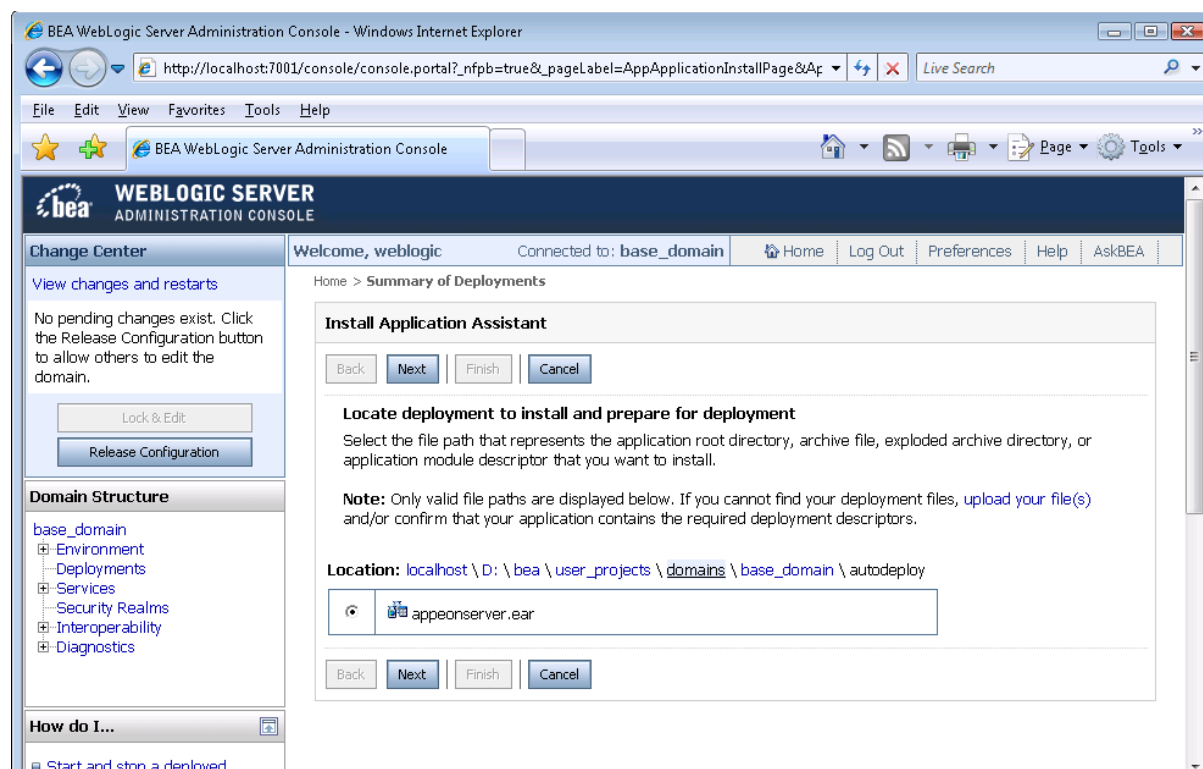 BEA WebLogic Server Administration Console - Windows Internet Explorer
http://localhost:7001/console/console.portal?_nfpb=true&_pageLabel=AppApplicationInstallPage&Ap
Live Search
File Edit View Favorites Tools Help
BEA WebLogic Server Administration Console
Page Tools
bea WEBLOGIC SERVER
ADMINISTRATION CONSOLE
Change Center
Welcome, weblogic Connected to: base_domain Home Log Out Preferences Help AskBEA
View changes and restarts
Home > Summary of Deployments
No pending changes exist. Click
the Release Configuration button
to allow others to edit the
domain.
Lock & Edit
Release Configuration
Install Application Assistant
Back Next Finish Cancel
Locate deployment to install and prepare for deployment
Select the file path that represents the application root directory, archive file, exploded archive directory, or
application module descriptor that you want to install.
Note: Only valid file paths are displayed below. If you cannot find your deployment files, upload your file(s)
and/or confirm that your application contains the required deployment descriptors.
Location: localhost \ D: \ bea \ user_projects \ domains \ base_domain \ autodeploy
appeonserver.ear
Back Next Finish Cancel
Domain Structure
base_domain
Environment
Deployments
Services
Security Realms
Interoperability
Diagnostics
How do I...
Start and stop a deployed